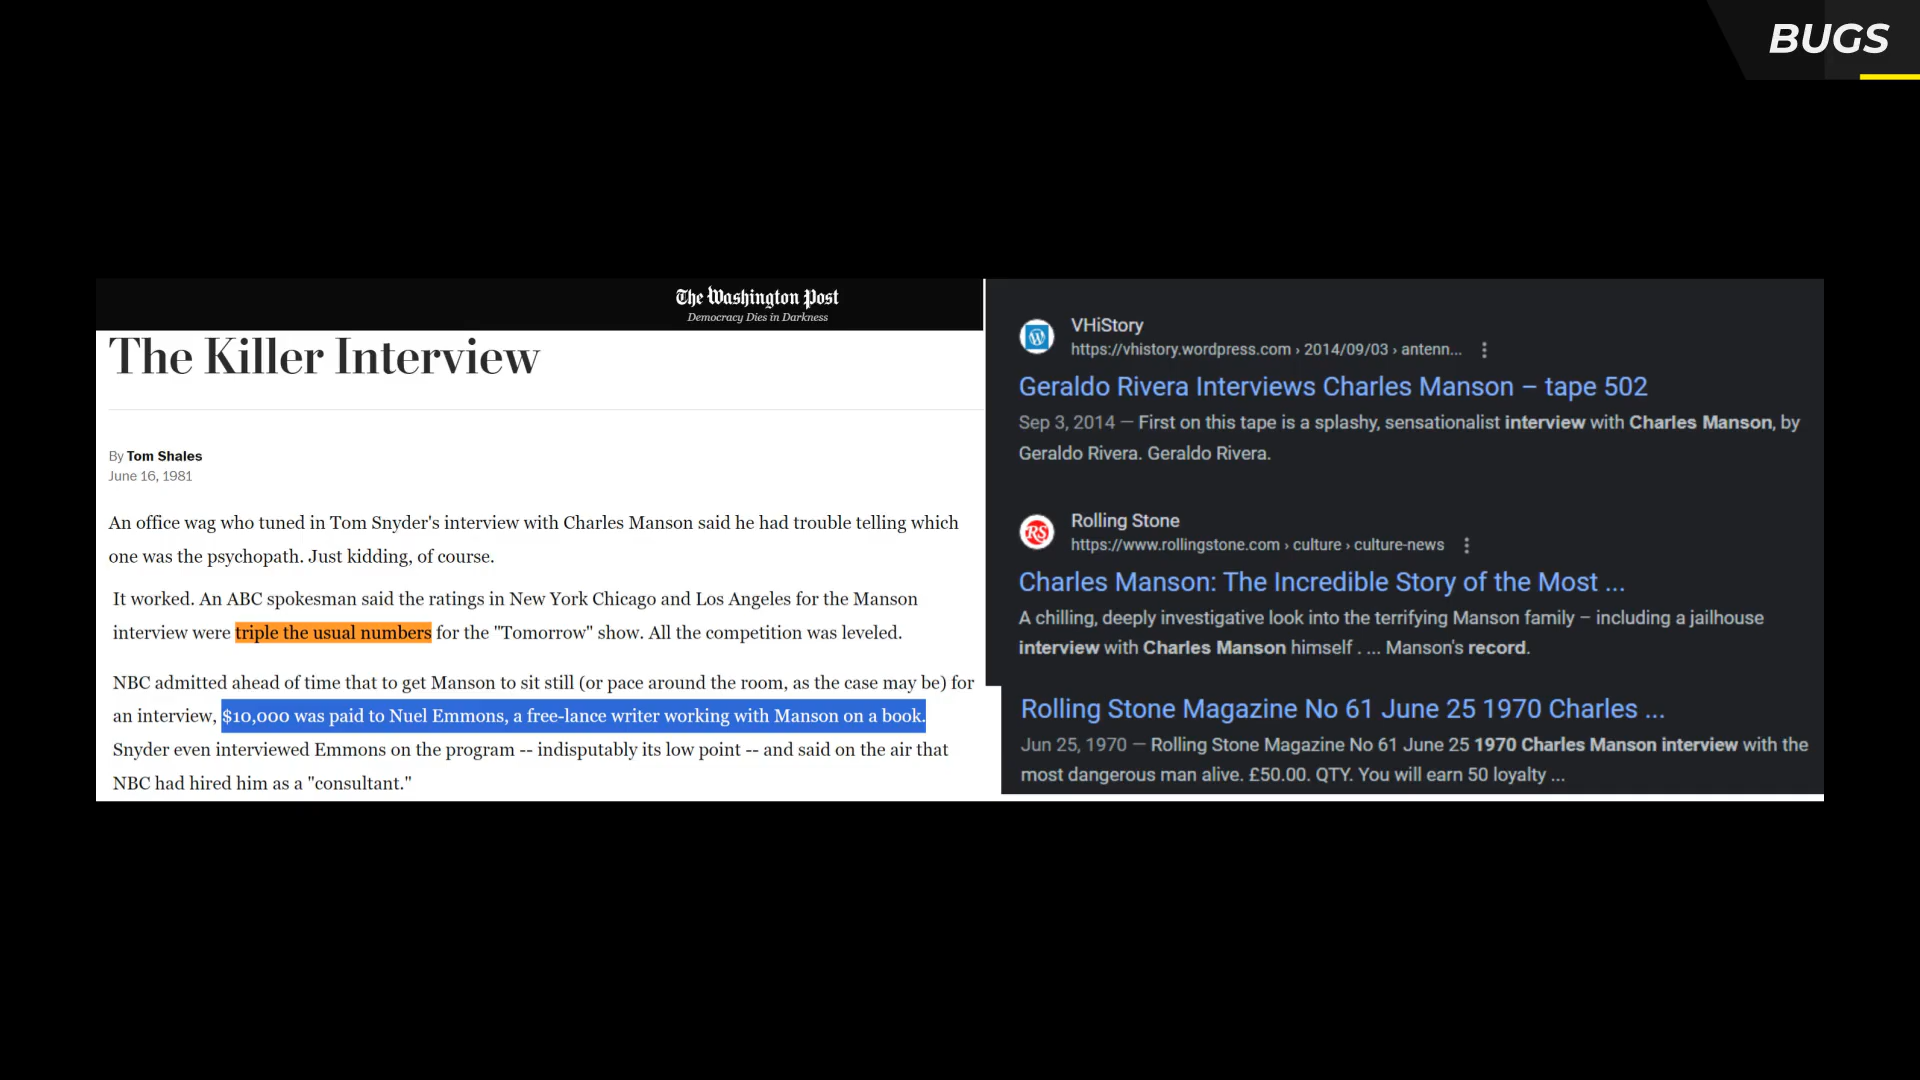 BUGS
The Washington Post
Democracy Dies in Darkness
The Killer Interview
By Tom Shales
June 16, 1981
An office wag who tuned in Tom Snyder's interview with Charles Manson said he had trouble telling which
one was the psychopath. Just kidding, of course.
It worked. An ABC spokesman said the ratings in New York Chicago and Los Angeles for the Manson
interview were triple the usual numbers for the "Tomorrow" show. All the competition was leveled.
NBC admitted ahead of time that to get Manson to sit still (or pace around the room, as the case may be) for
an interview, $10,000 was paid to Nuel Emmons, a free-lance writer working with Manson on a book.
Snyder even interviewed Emmons on the program -- indisputably its low point -- and said on the air that
NBC had hired him as a "consultant."
VHiStory
https://vhistory.wordpress.com › 2014/09/03 › antenn...
Geraldo Rivera Interviews Charles Manson – tape 502
Sep 3, 2014 — First on this tape is a splashy, sensationalist interview with Charles Manson, by
Geraldo Rivera. Geraldo Rivera.
RS
Rolling Stone
https://www.rollingstone.com › culture › culture-news
Charles Manson: The Incredible Story of the Most ...
A chilling, deeply investigative look into the terrifying Manson family – including a jailhouse
interview with Charles Manson himself . ... Manson's record.
Rolling Stone Magazine No 61 June 25 1970 Charles ...
Jun 25, 1970 — Rolling Stone Magazine No 61 June 25 1970 Charles Manson interview with the
most dangerous man alive. £50.00. QTY. You will earn 50 loyalty ...